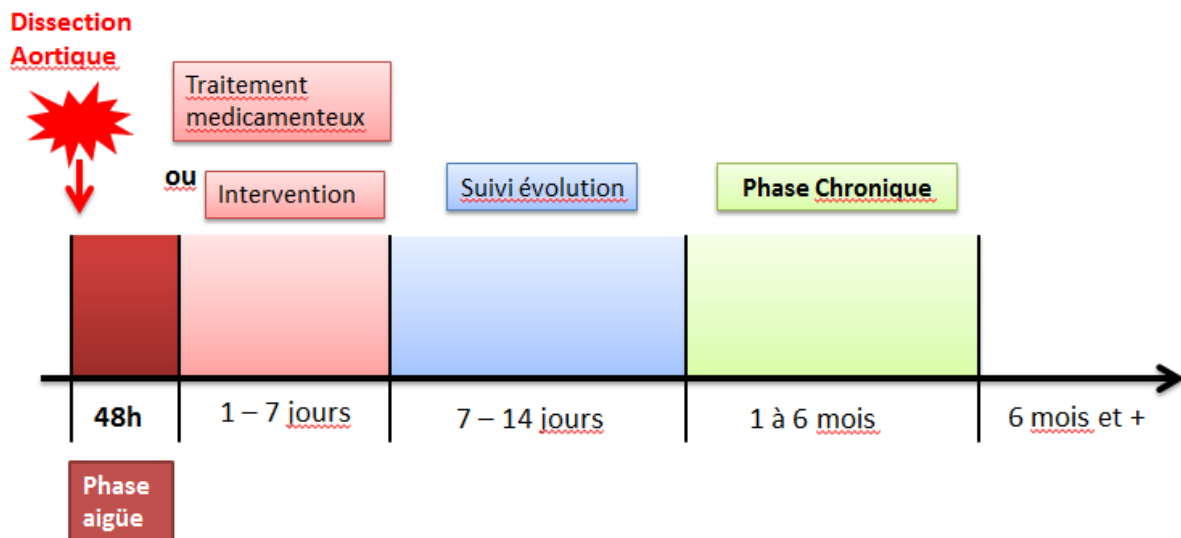 Dissection
Aortique
Traitement
medicamenteux
ou
Intervention
Suivi évolution
Phase Chronique
48h
1 – 7 jours
7 – 14 jours
1 à 6 mois
6 mois et +
Phase
aigüe